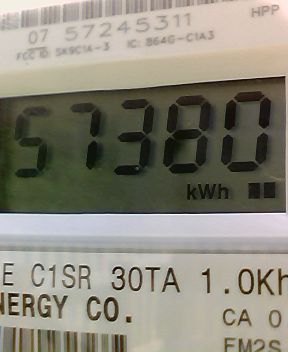 HPP
07 57245311
FCC ID: SK9C1A-3 IC: 864G-C1A3
57380
kWh
E C1SR 30TA 1.0Kh
NERGY CO.
CA 0
FM2S